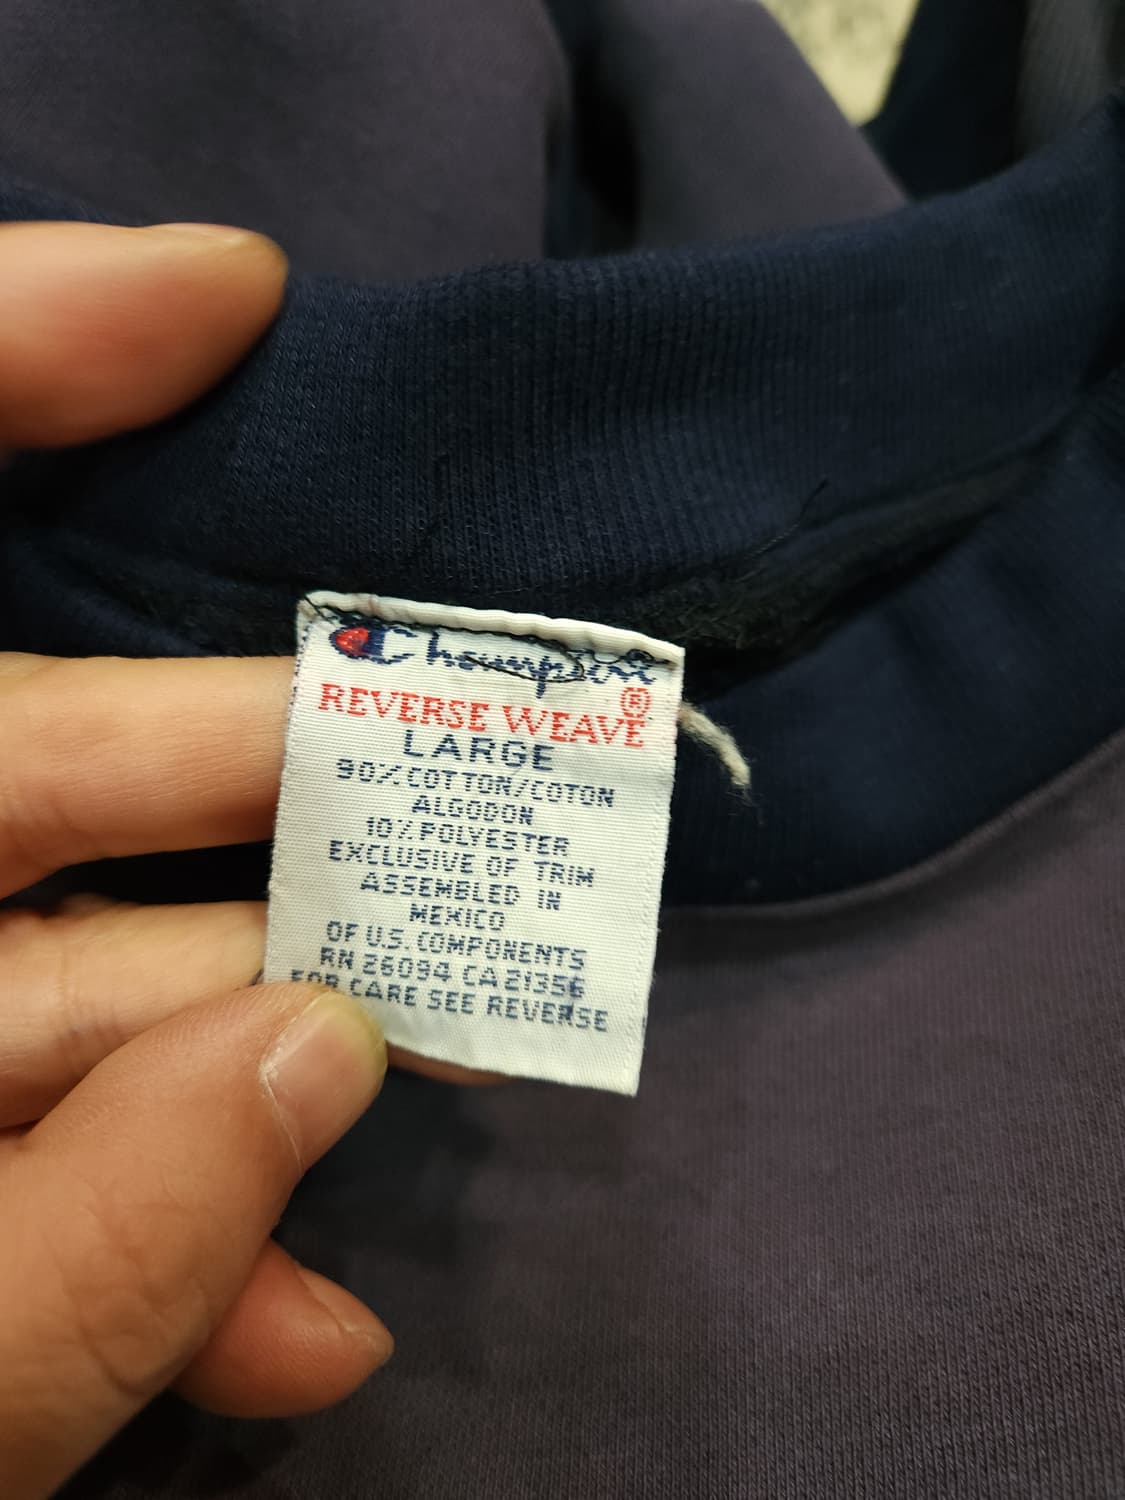 Champion
REVERSE WEAVE®
LARGE
90% COTTON/COTON
ALGODON
10% POLYESTER
EXCLUSIVE OF TRIM
ASSEMBLED IN
MEXICO
OF U.S. COMPONENTS
RN 26094 CA 21356
FOR CARE SEE REVERSE